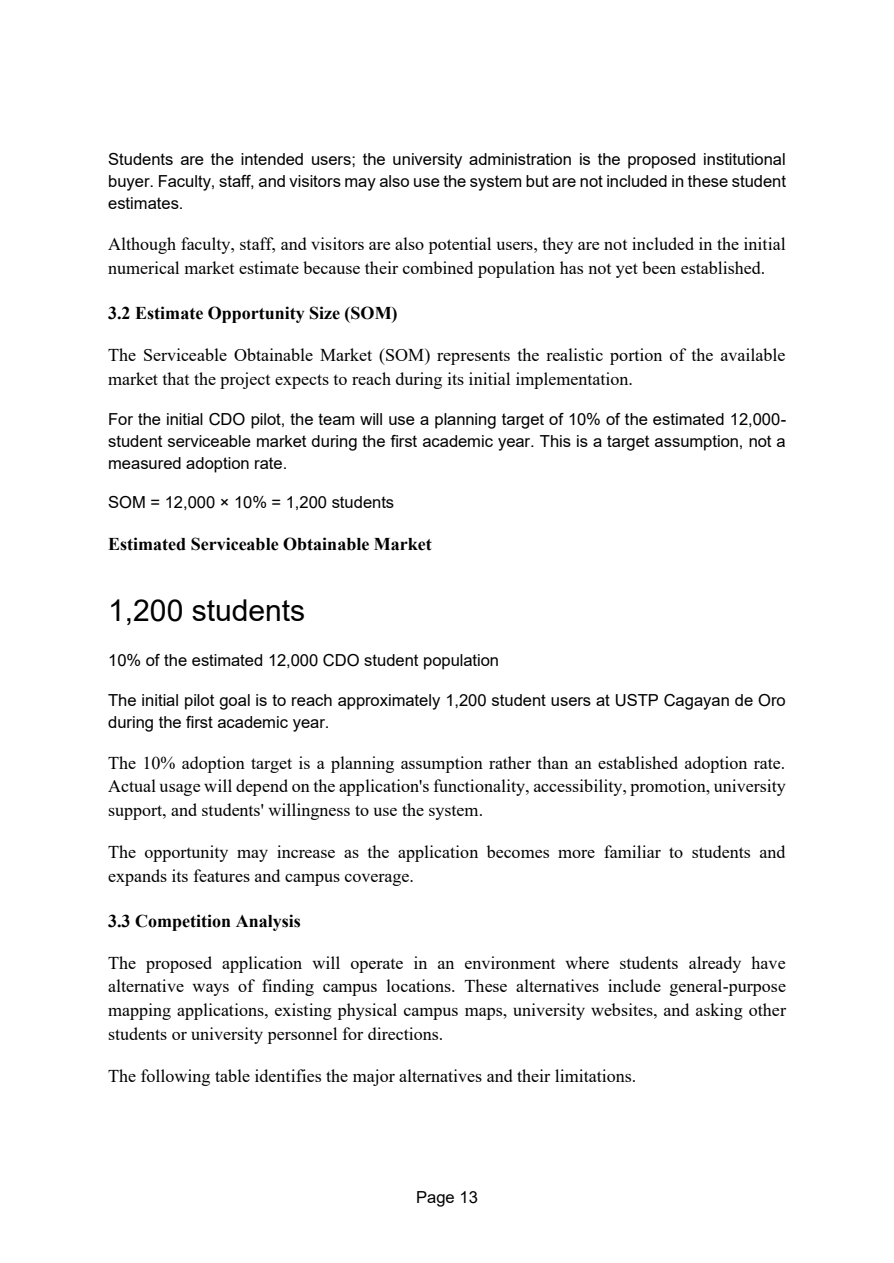 Students are the intended users; the university administration is the proposed institutional
buyer. Faculty, staff, and visitors may also use the system but are not included in these student
estimates.
Although faculty, staff, and visitors are also potential users, they are not included in the initial
numerical market estimate because their combined population has not yet been established.
3.2 Estimate Opportunity Size (SOM)
The Serviceable Obtainable Market (SOM) represents the realistic portion of the available
market that the project expects to reach during its initial implementation.
For the initial CDO pilot, the team will use a planning target of 10% of the estimated 12,000-
student serviceable market during the first academic year. This is a target assumption, not a
measured adoption rate.
SOM = 12,000 × 10% = 1,200 students
Estimated Serviceable Obtainable Market
1,200 students
10% of the estimated 12,000 CDO student population
The initial pilot goal is to reach approximately 1,200 student users at USTP Cagayan de Oro
during the first academic year.
The 10% adoption target is a planning assumption rather than an established adoption rate.
Actual usage will depend on the application's functionality, accessibility, promotion, university
support, and students' willingness to use the system.
The opportunity may increase as the application becomes more familiar to students and
expands its features and campus coverage.
3.3 Competition Analysis
The proposed application will operate in an environment where students already have
alternative ways of finding campus locations. These alternatives include general-purpose
mapping applications, existing physical campus maps, university websites, and asking other
students or university personnel for directions.
The following table identifies the major alternatives and their limitations.
Page 13